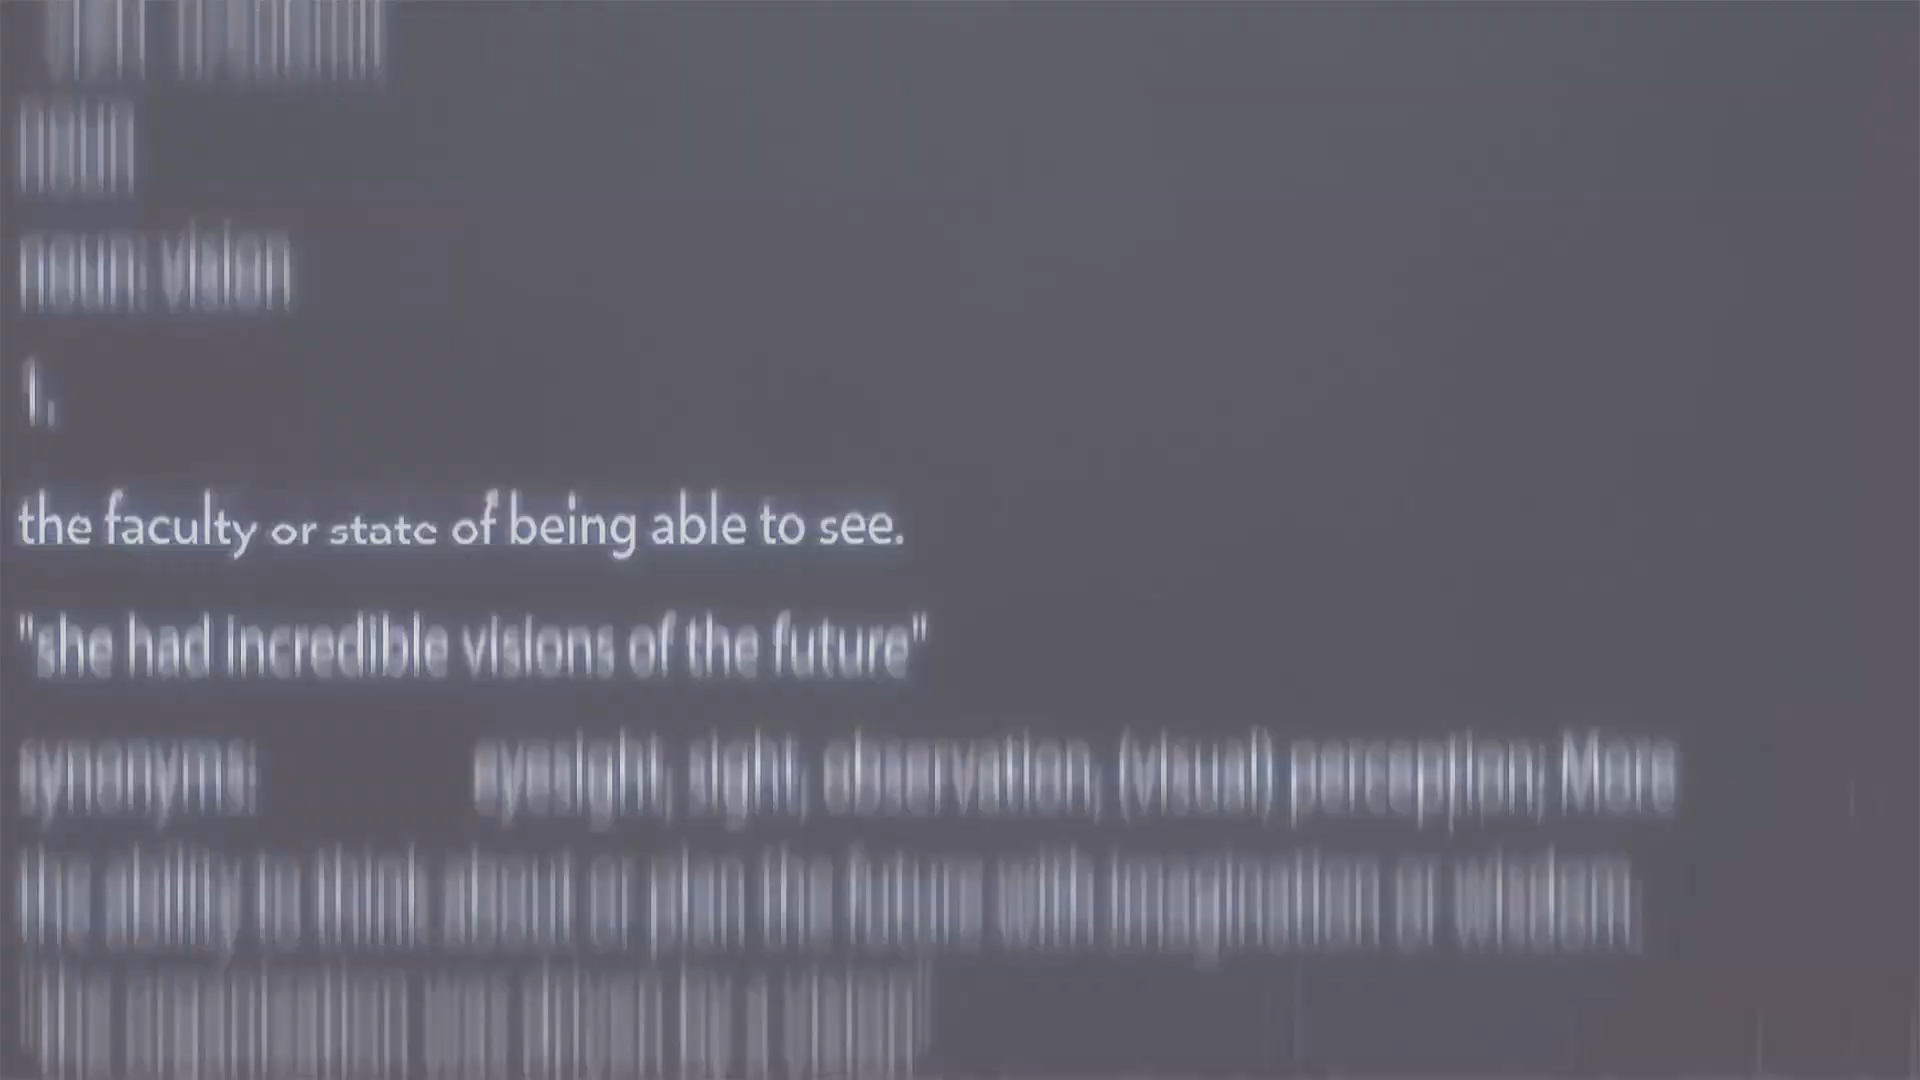 noun
noun: vision
1.
the faculty or state of being able to see.
"she had incredible visions of the future"
synonyms: eyesight, sight, observation, (visual) perception; More
the ability to think about or plan the future with imagination or wisdom.